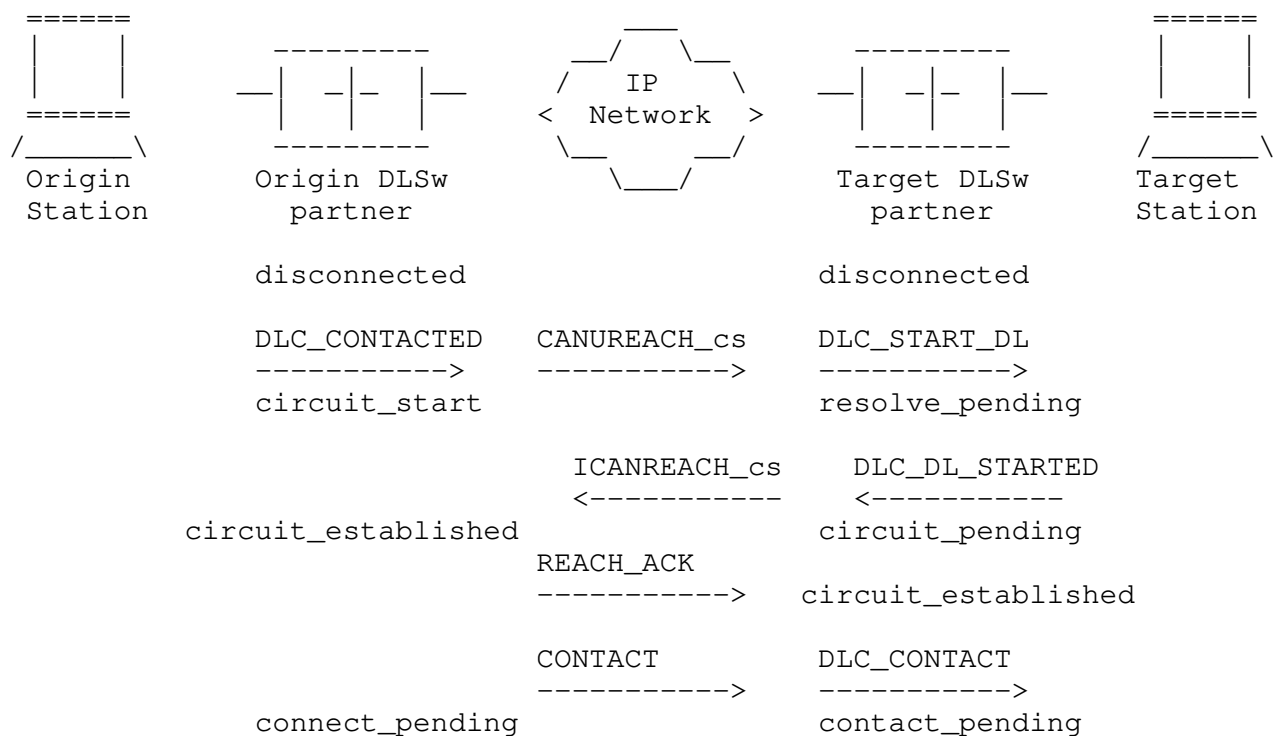 IP
Network
Origin Origin DLSw Target DLSw Target
Station partner partner Station
disconnected disconnected
DLC_CONTACTED CANUREACH_cs DLC_START_DL
-----------> -----------> ----------->
circuit_start resolve_pending
ICANREACH_cs DLC_DL_STARTED
<----------- <-----------
circuit_established circuit_pending
REACH_ACK
-----------> circuit_established
CONTACT DLC_CONTACT
-----------> ----------->
connect_pending contact_pending